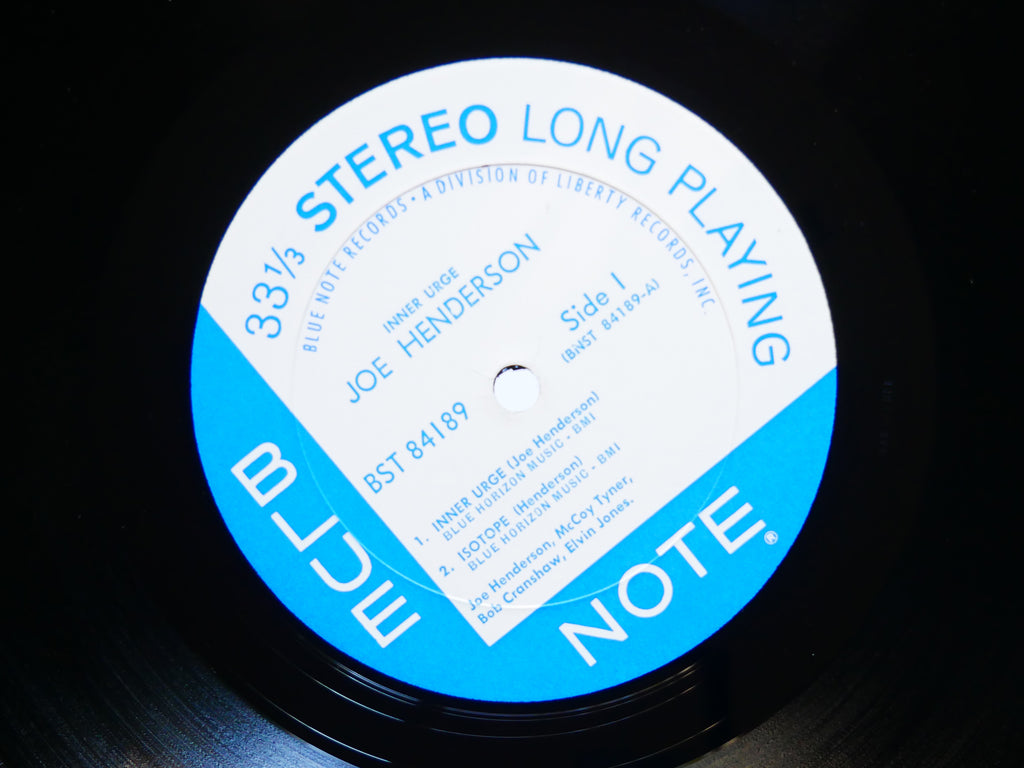 33⅓ STEREO LONG PLAYING
BLUE NOTE RECORDS • A DIVISION OF LIBERTY RECORDS, INC.
INNER URGE
JOE HENDERSON
BST 84189
Side 1
(BNST 84189-A)
1. INNER URGE (Joe Henderson)
BLUE HORIZON MUSIC - BMI
2. ISOTOPE (Henderson)
BLUE HORIZON MUSIC - BMI
Joe Henderson, McCoy Tyner,
Bob Cranshaw, Elvin Jones.
BLUE NOTE®